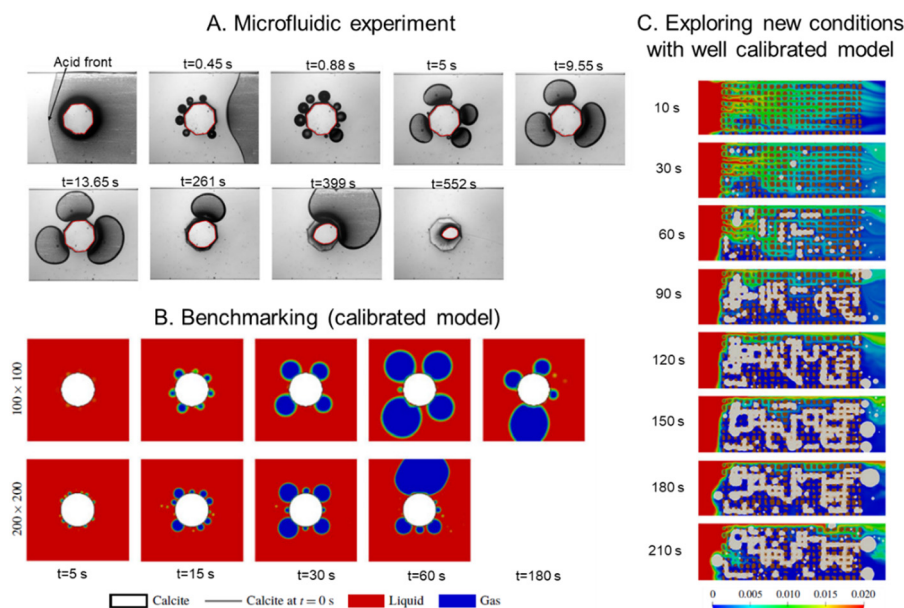 A. Microfluidic experiment
Acid front
t=0.45 s
t=0.88 s
t=5 s
t=9.55 s
t=13.65 s
t=261 s
t=399 s
t=552 s
B. Benchmarking (calibrated model)
100 × 100
200 × 200
t=5 s
t=15 s
t=30 s
t=60 s
t=180 s
Calcite
Calcite at t = 0 s
Liquid
Gas
C. Exploring new conditions
with well calibrated model
10 s
30 s
60 s
90 s
120 s
150 s
180 s
210 s
0 0.005 0.010 0.020